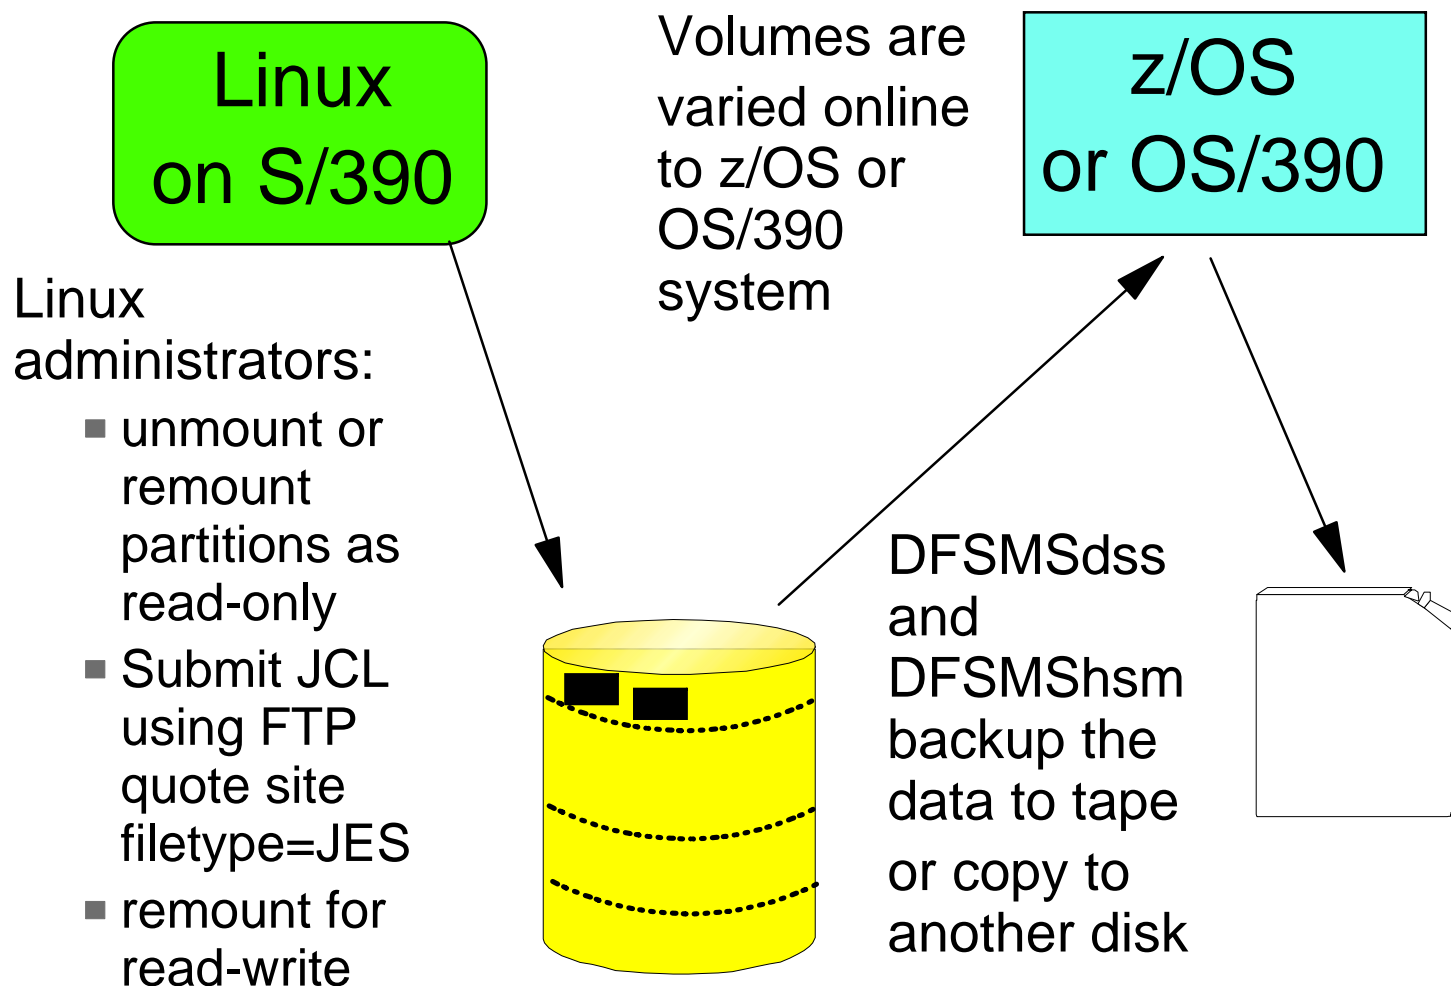 Linux
on S/390
Volumes are
varied online
to z/OS or
OS/390
system
z/OS
or OS/390
Linux
administrators:
unmount or
remount
partitions as
read-only
Submit JCL
using FTP
quote site
filetype=JES
remount for
read-write
DFSMSdss
and
DFSMShsm
backup the
data to tape
or copy to
another disk